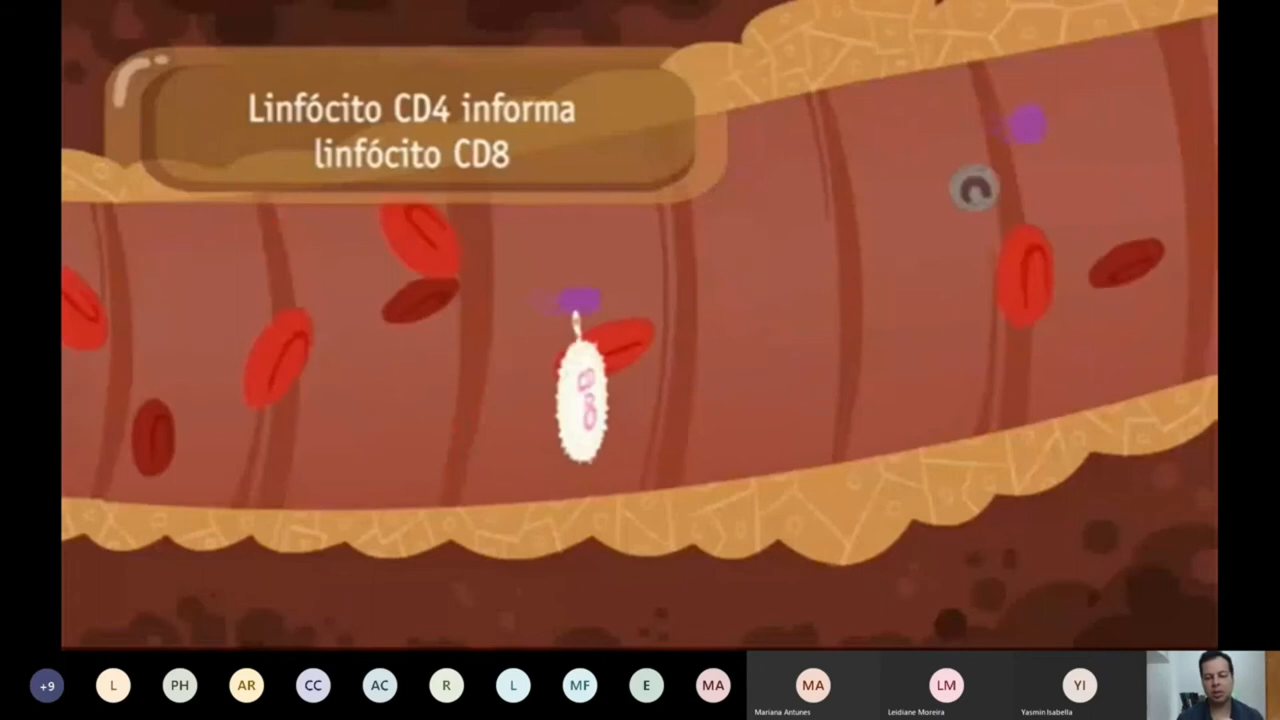 Linfócito CD4 informa
linfócito CD8
+9
L
PH
AR
CC
AC
R
L
MF
E
MA
MA
LM
YI
Mariana Antunes
Leidiane Moreira
Yasmin Isabella